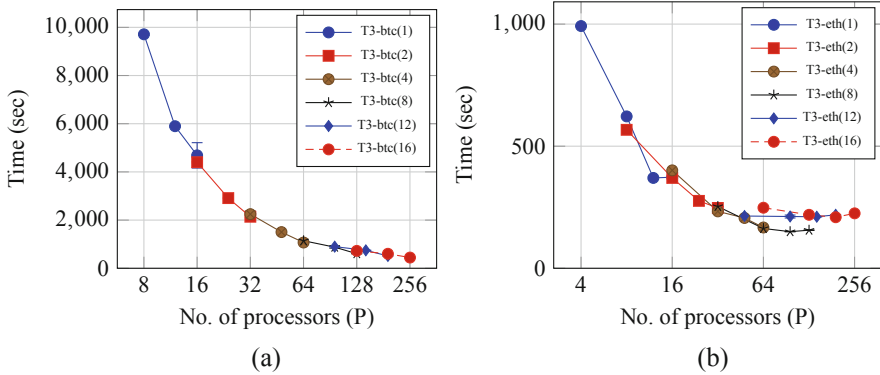 10,000
8,000
6,000
4,000
2,000
0
8 16 32 64 128 256
Time (sec)
No. of processors (P)
T3-btc(1)
T3-btc(2)
T3-btc(4)
T3-btc(8)
T3-btc(12)
T3-btc(16)
(a)
1,000
500
0
4 16 64 256
Time (sec)
No. of processors (P)
T3-eth(1)
T3-eth(2)
T3-eth(4)
T3-eth(8)
T3-eth(12)
T3-eth(16)
(b)